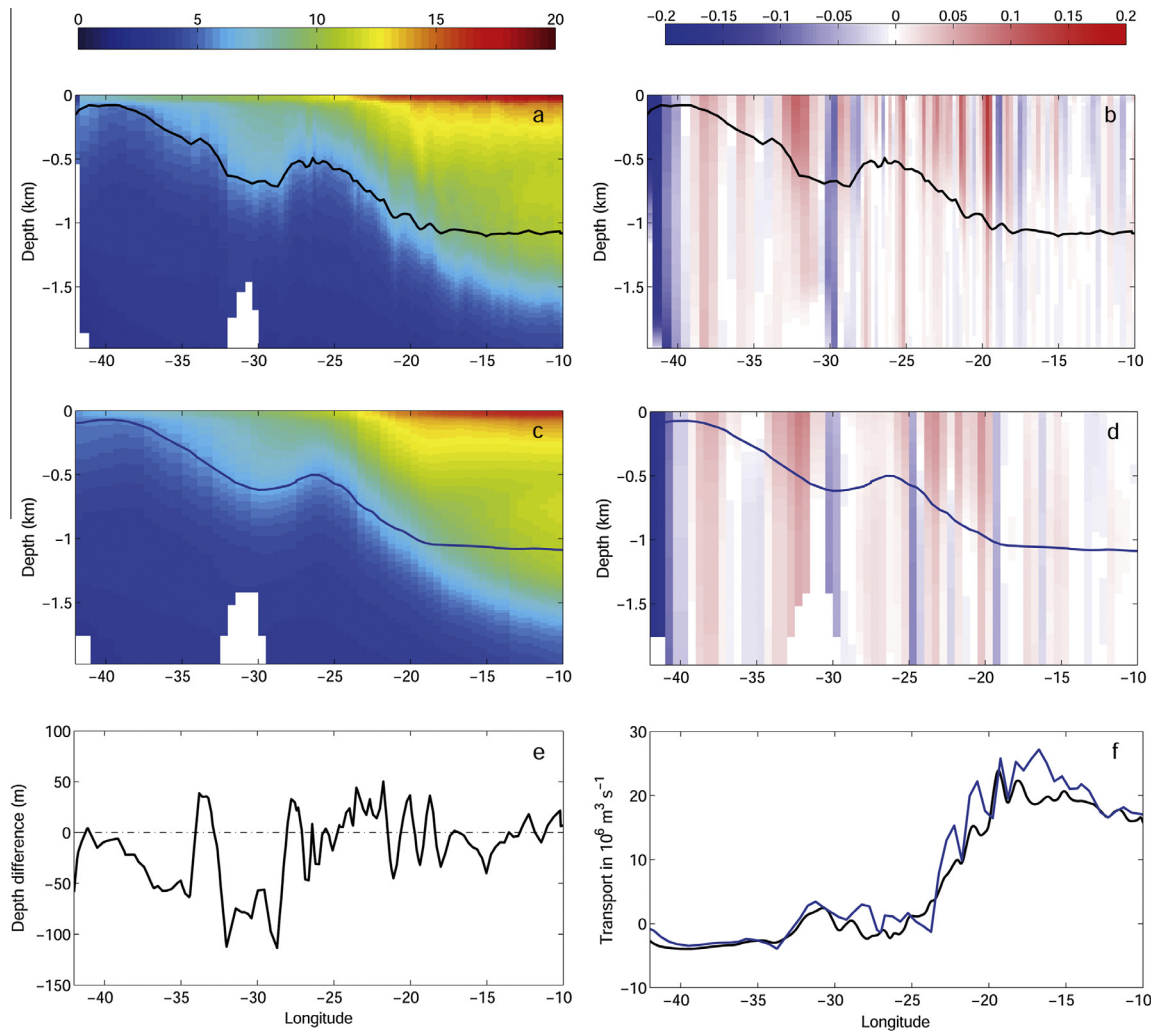 0 5 10 15 20
−0.2 −0.15 −0.1 −0.05 0 0.05 0.1 0.15 0.2
a
Depth (km)
0
−0.5
−1
−1.5
−40 −35 −30 −25 −20 −15 −10
b
Depth (km)
0
−0.5
−1
−1.5
−40 −35 −30 −25 −20 −15 −10
c
Depth (km)
0
−0.5
−1
−1.5
−40 −35 −30 −25 −20 −15 −10
d
Depth (km)
0
−0.5
−1
−1.5
−40 −35 −30 −25 −20 −15 −10
e
Depth difference (m)
100
50
0
−50
−100
−150
−40 −35 −30 −25 −20 −15 −10
Longitude
f
Transport in 10⁶ m³ s⁻¹
30
20
10
0
−10
−40 −35 −30 −25 −20 −15 −10
Longitude